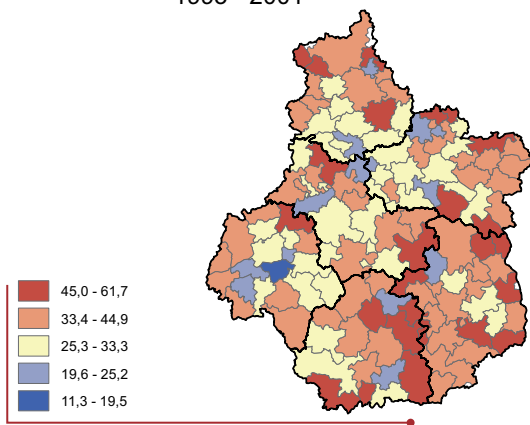 45,0 - 61,7
33,4 - 44,9
25,3 - 33,3
19,6 - 25,2
11,3 - 19,5